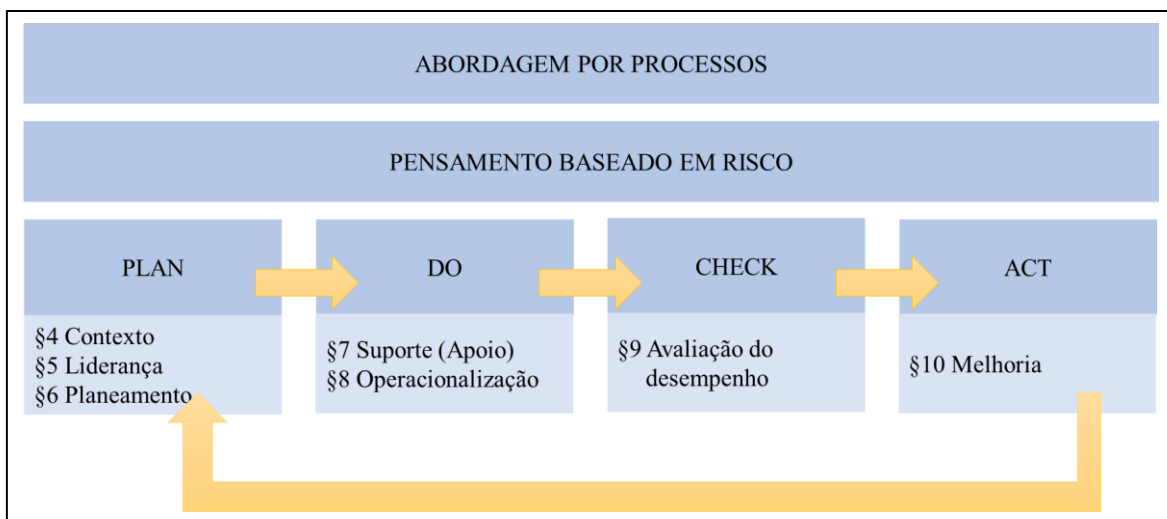 ABORDAGEM POR PROCESSOS
PENSAMENTO BASEADO EM RISCO
PLAN
§4 Contexto
§5 Liderança
§6 Planeamento
DO
§7 Suporte (Apoio)
§8 Operacionalização
CHECK
§9 Avaliação do
desempenho
ACT
§10 Melhoria